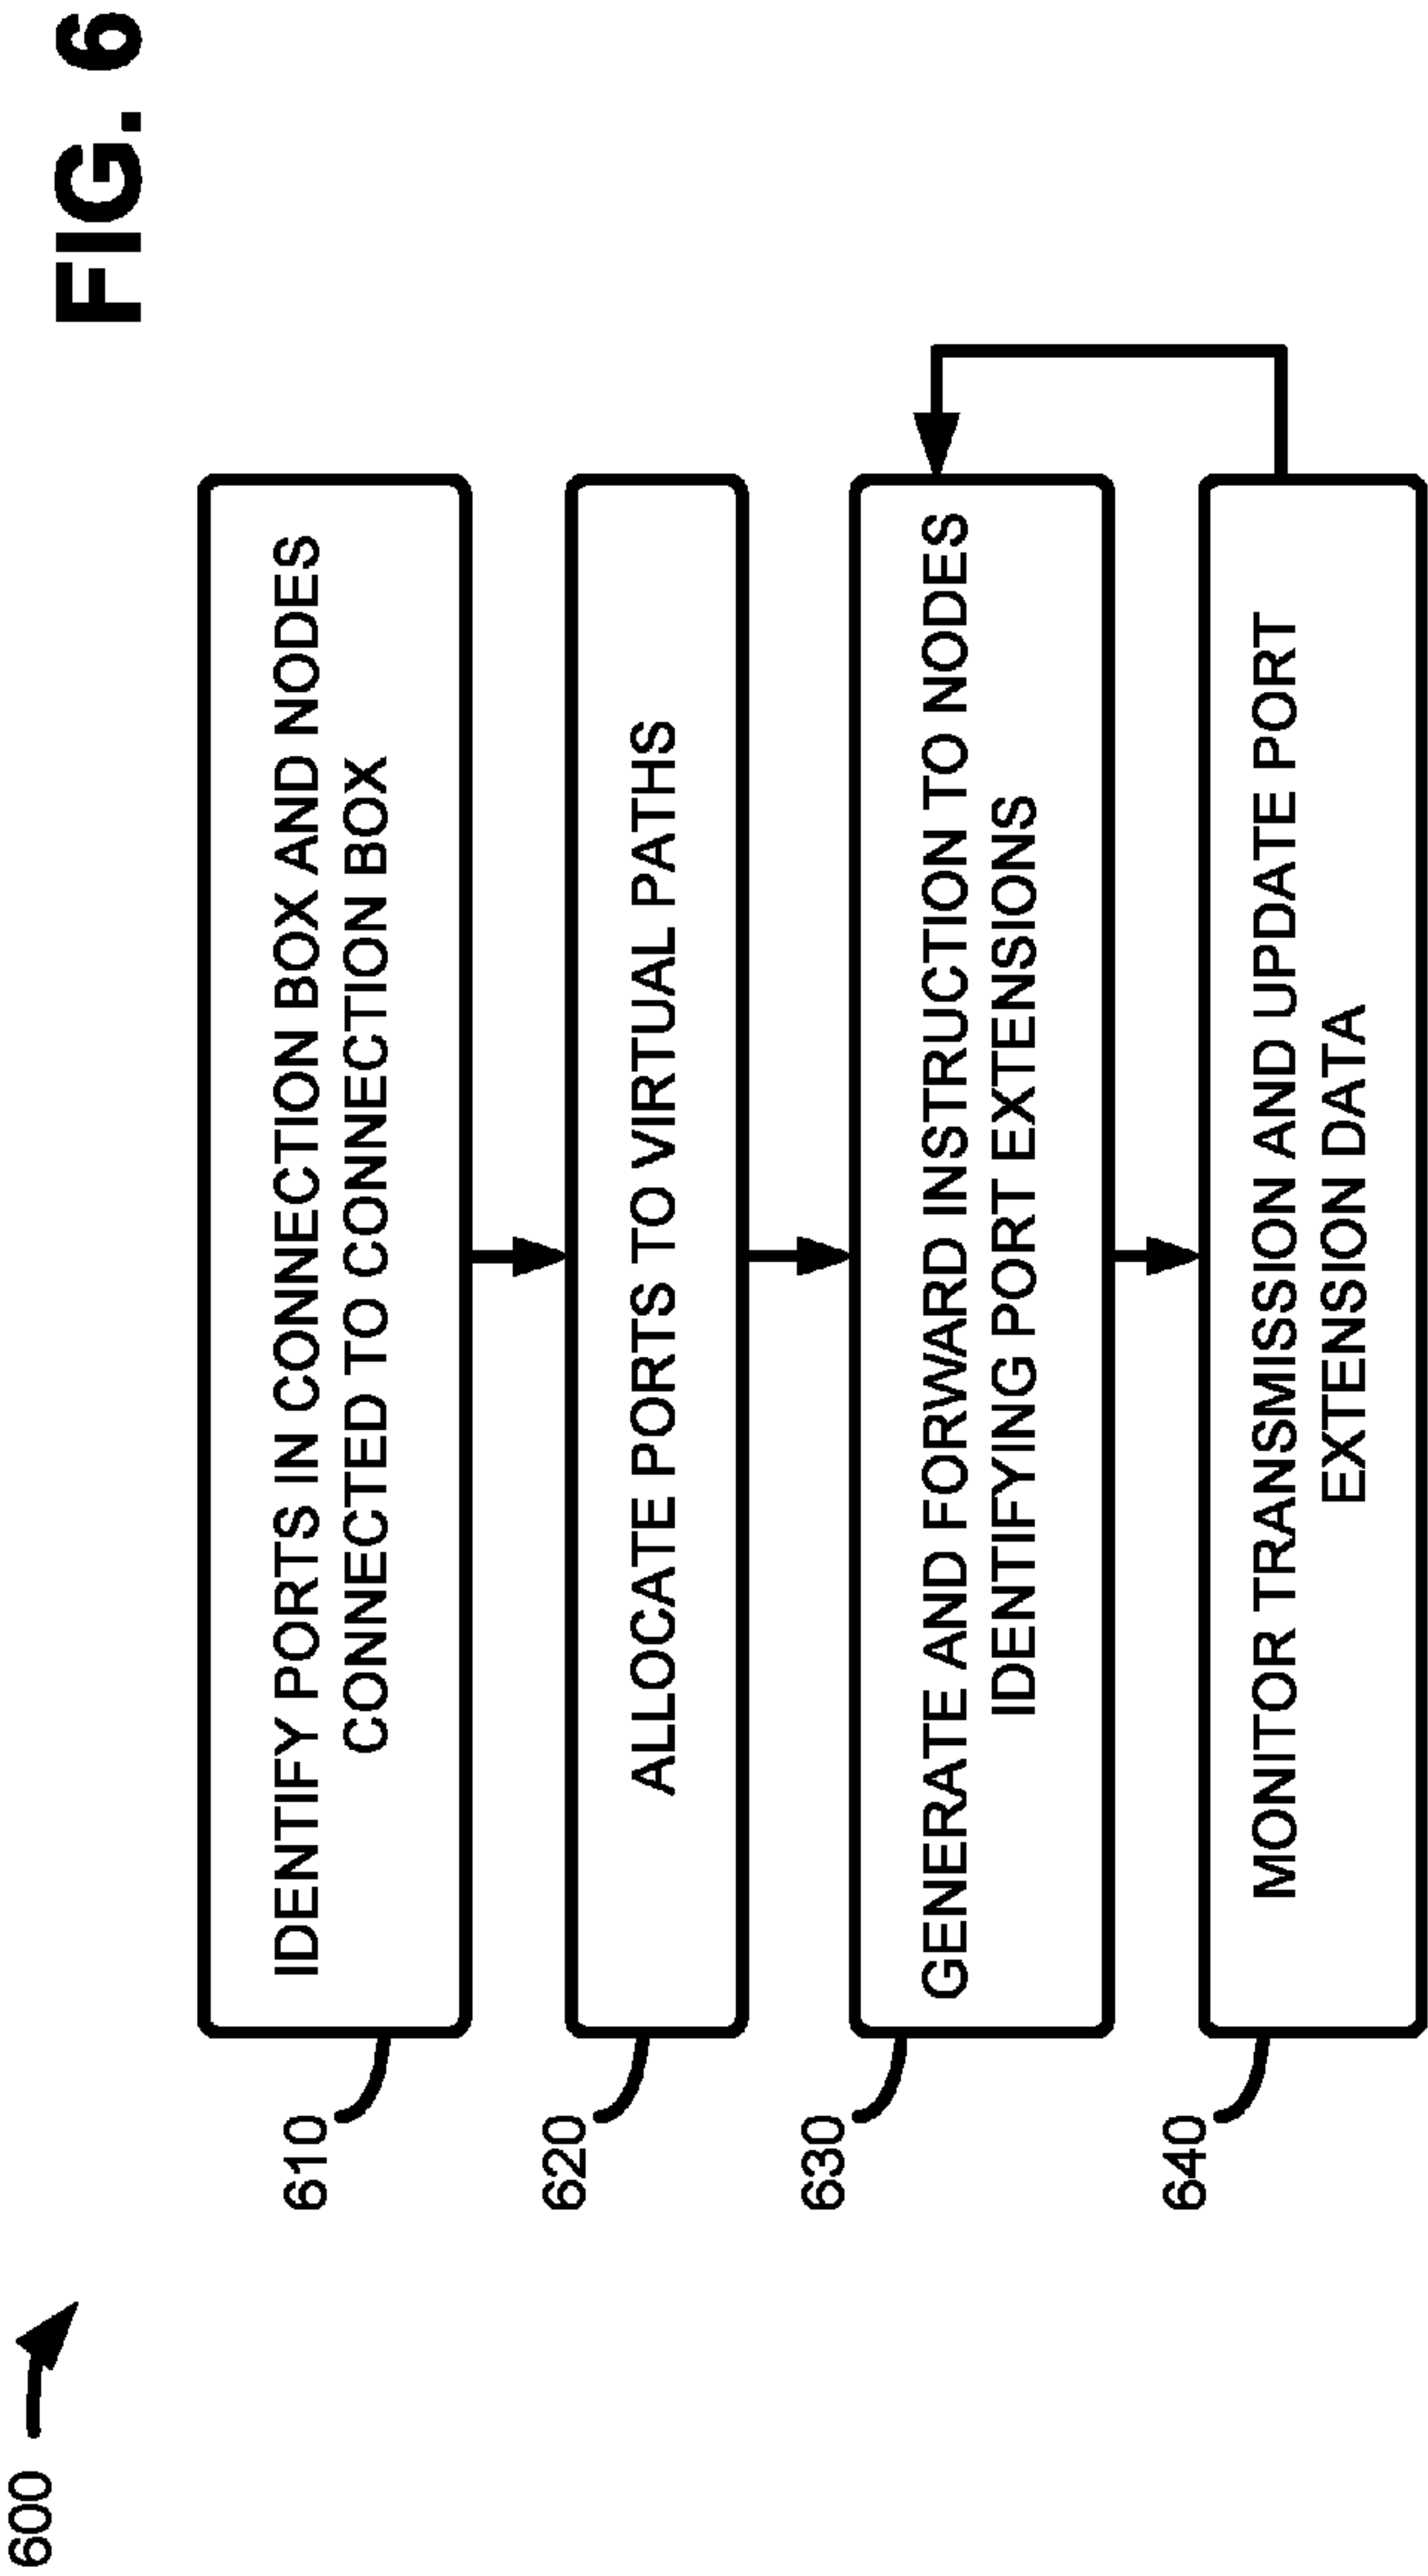 FIG. 6
600
610
IDENTIFY PORTS IN CONNECTION BOX AND NODES
CONNECTED TO CONNECTION BOX
620
ALLOCATE PORTS TO VIRTUAL PATHS
630
GENERATE AND FORWARD INSTRUCTION TO NODES
IDENTIFYING PORT EXTENSIONS
640
MONITOR TRANSMISSION AND UPDATE PORT
EXTENSION DATA